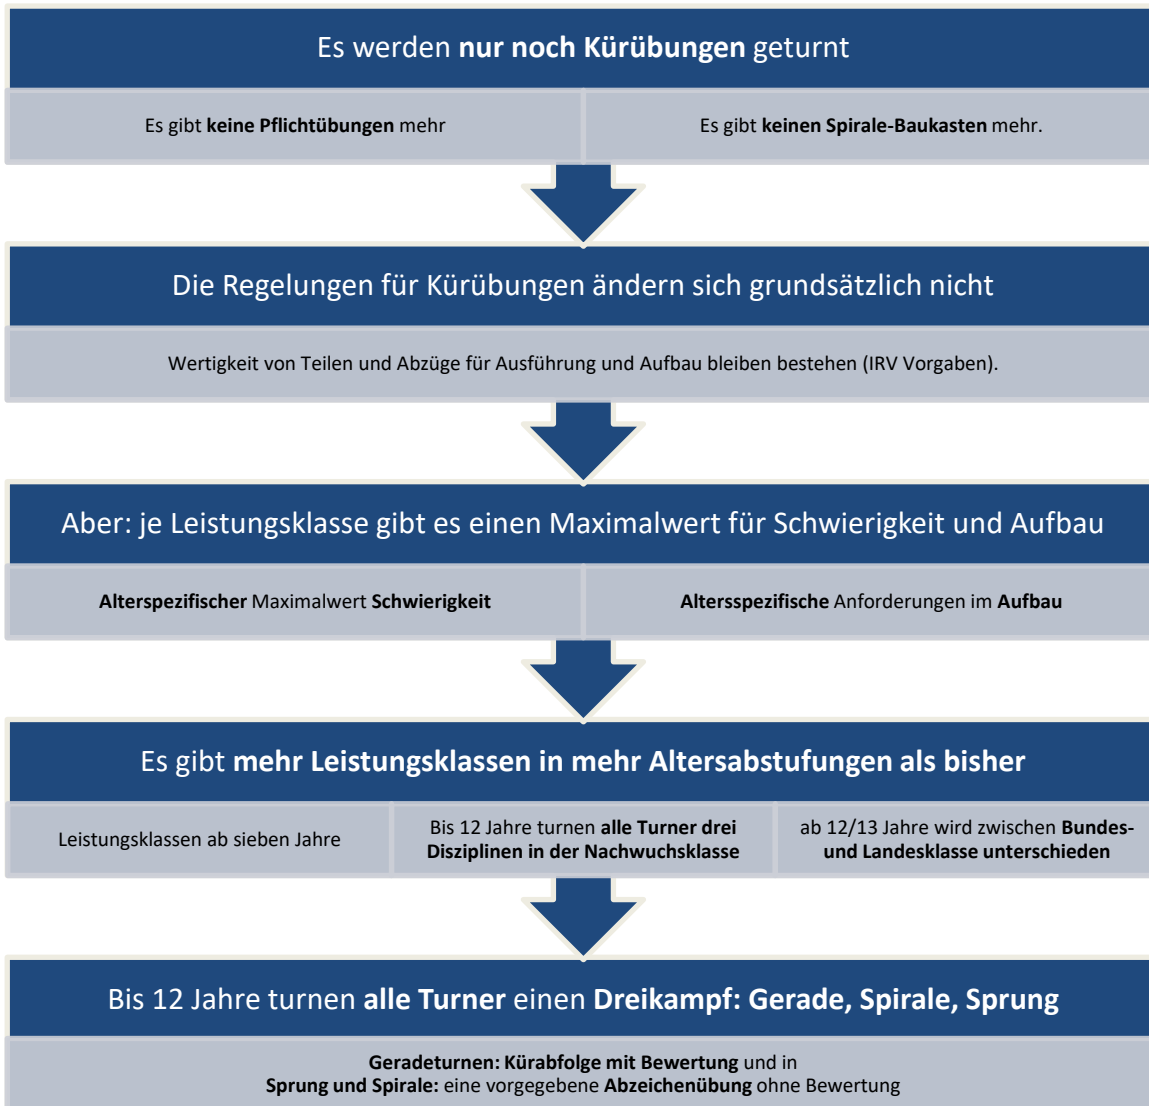 Es werden nur noch Kürübungen geturnt
Es gibt keine Pflichtübungen mehr
Es gibt keinen Spirale-Baukasten mehr.
Die Regelungen für Kürübungen ändern sich grundsätzlich nicht
Wertigkeit von Teilen und Abzüge für Ausführung und Aufbau bleiben bestehen (IRV Vorgaben).
Aber: je Leistungsklasse gibt es einen Maximalwert für Schwierigkeit und Aufbau
Alterspezifischer Maximalwert Schwierigkeit
Altersspezifische Anforderungen im Aufbau
Es gibt mehr Leistungsklassen in mehr Altersabstufungen als bisher
Leistungsklassen ab sieben Jahre
Bis 12 Jahre turnen alle Turner drei
Disziplinen in der Nachwuchsklasse
ab 12/13 Jahre wird zwischen Bundes-
und Landesklasse unterschieden
Bis 12 Jahre turnen alle Turner einen Dreikampf: Gerade, Spirale, Sprung
Geradeturnen: Kürabfolge mit Bewertung und in
Sprung und Spirale: eine vorgegebene Abzeichenübung ohne Bewertung